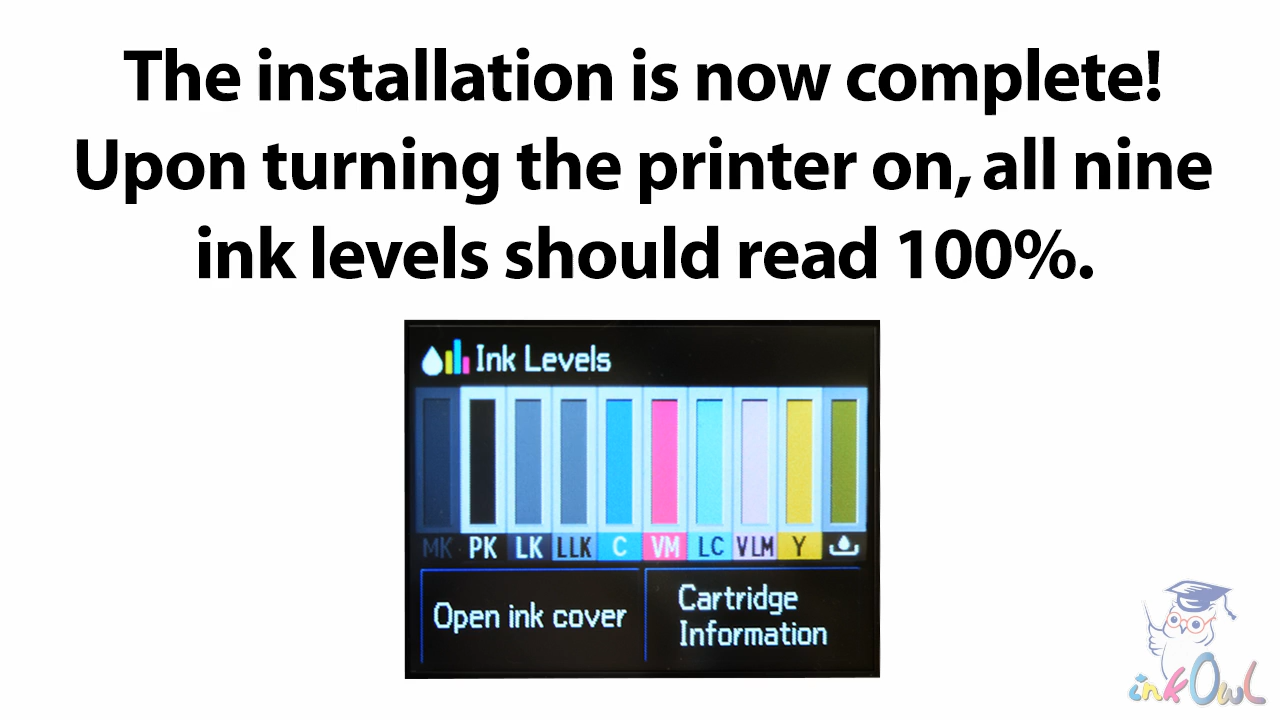 The installation is now complete!
Upon turning the printer on, all nine
ink levels should read 100%.
Ink Levels
MK PK LK LLK C VM LC VLM Y
Open ink cover
Cartridge
Information
inkOwl